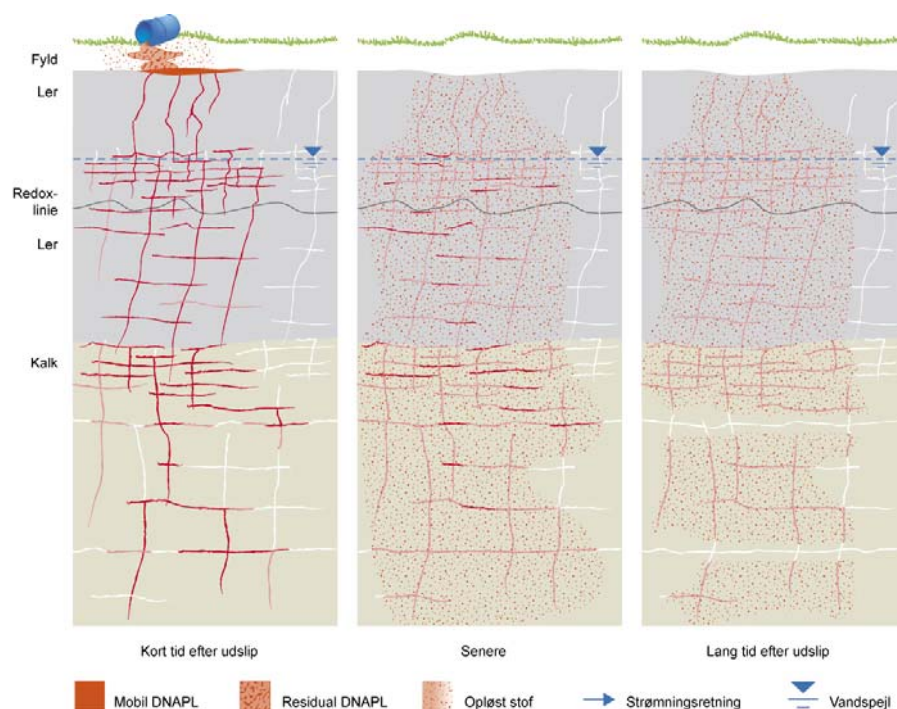 Fyld
Ler
Redox-
linie
Ler
Kalk
Kort tid efter udslip
Senere
Lang tid efter udslip
Mobil DNAPL
Residual DNAPL
Opløst stof
Strømningsretning
Vandspejl